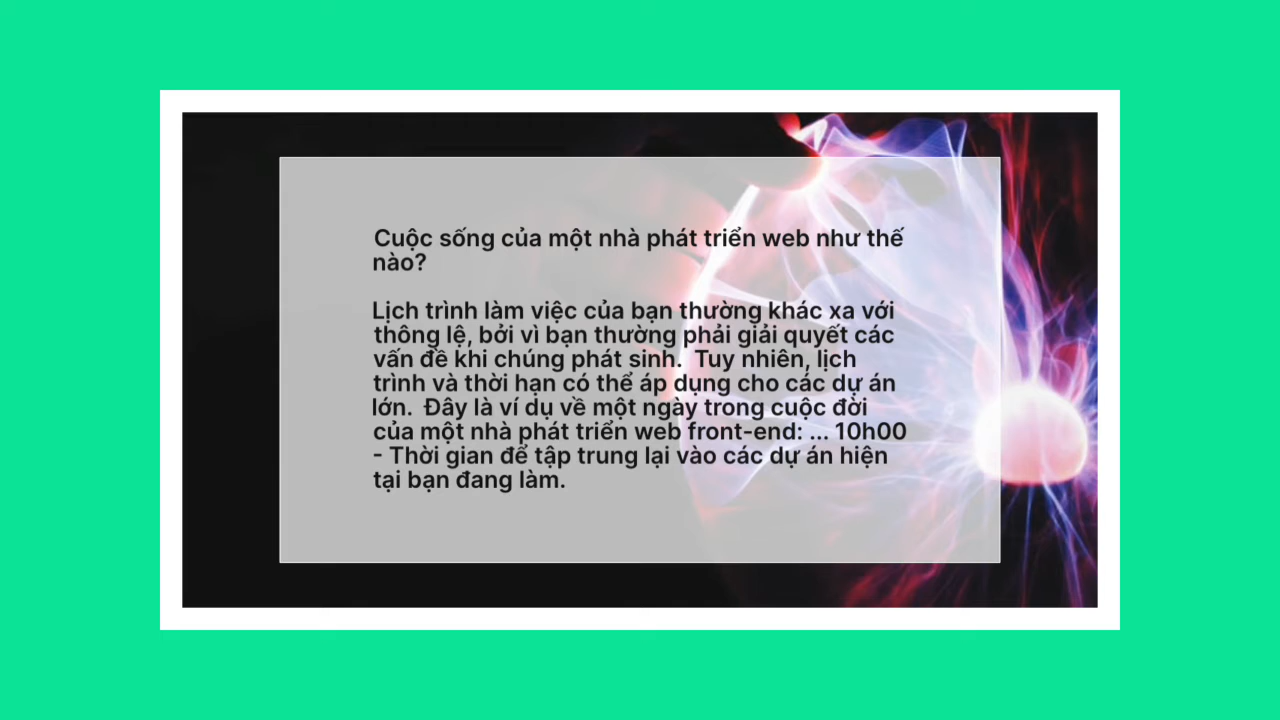 Cuộc sống của một nhà phát triển web như thế
nào?
Lịch trình làm việc của bạn thường khác xa với
thông lệ, bởi vì bạn thường phải giải quyết các
vấn đề khi chúng phát sinh.  Tuy nhiên, lịch
trình và thời hạn có thể áp dụng cho các dự án
lớn.  Đây là ví dụ về một ngày trong cuộc đời
của một nhà phát triển web front-end: ... 10h00
- Thời gian để tập trung lại vào các dự án hiện
tại bạn đang làm.